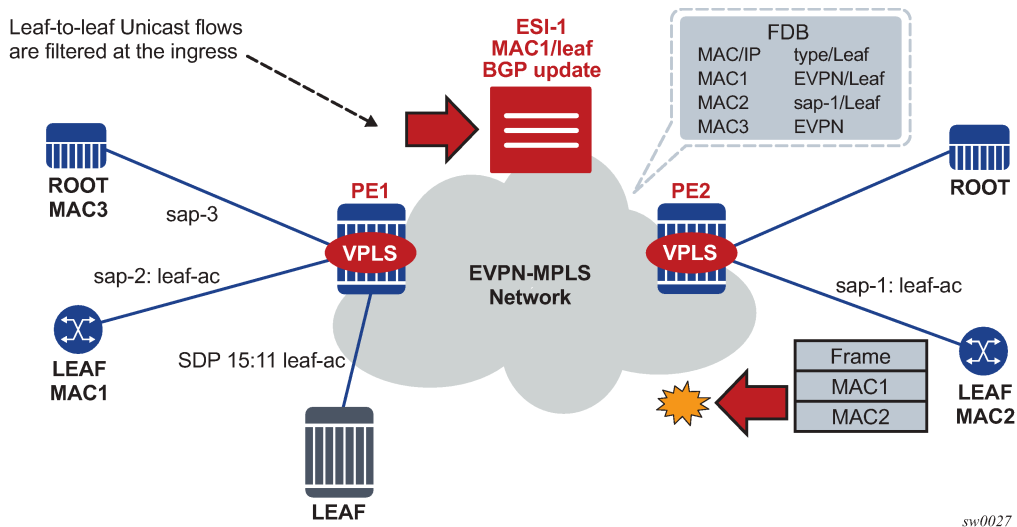 Leaf-to-leaf Unicast flows
are filtered at the ingress
ESI-1
MAC1/leaf
BGP update
FDB
MAC/IP type/Leaf
MAC1 EVPN/Leaf
MAC2 sap-1/Leaf
MAC3 EVPN
ROOT
MAC3
sap-3
PE1
VPLS
PE2
VPLS
ROOT
sap-2: leaf-ac
EVPN-MPLS
Network
sap-1: leaf-ac
LEAF
MAC1
SDP 15:11 leaf-ac
Frame
MAC1
MAC2
LEAF
MAC2
LEAF
sw0027